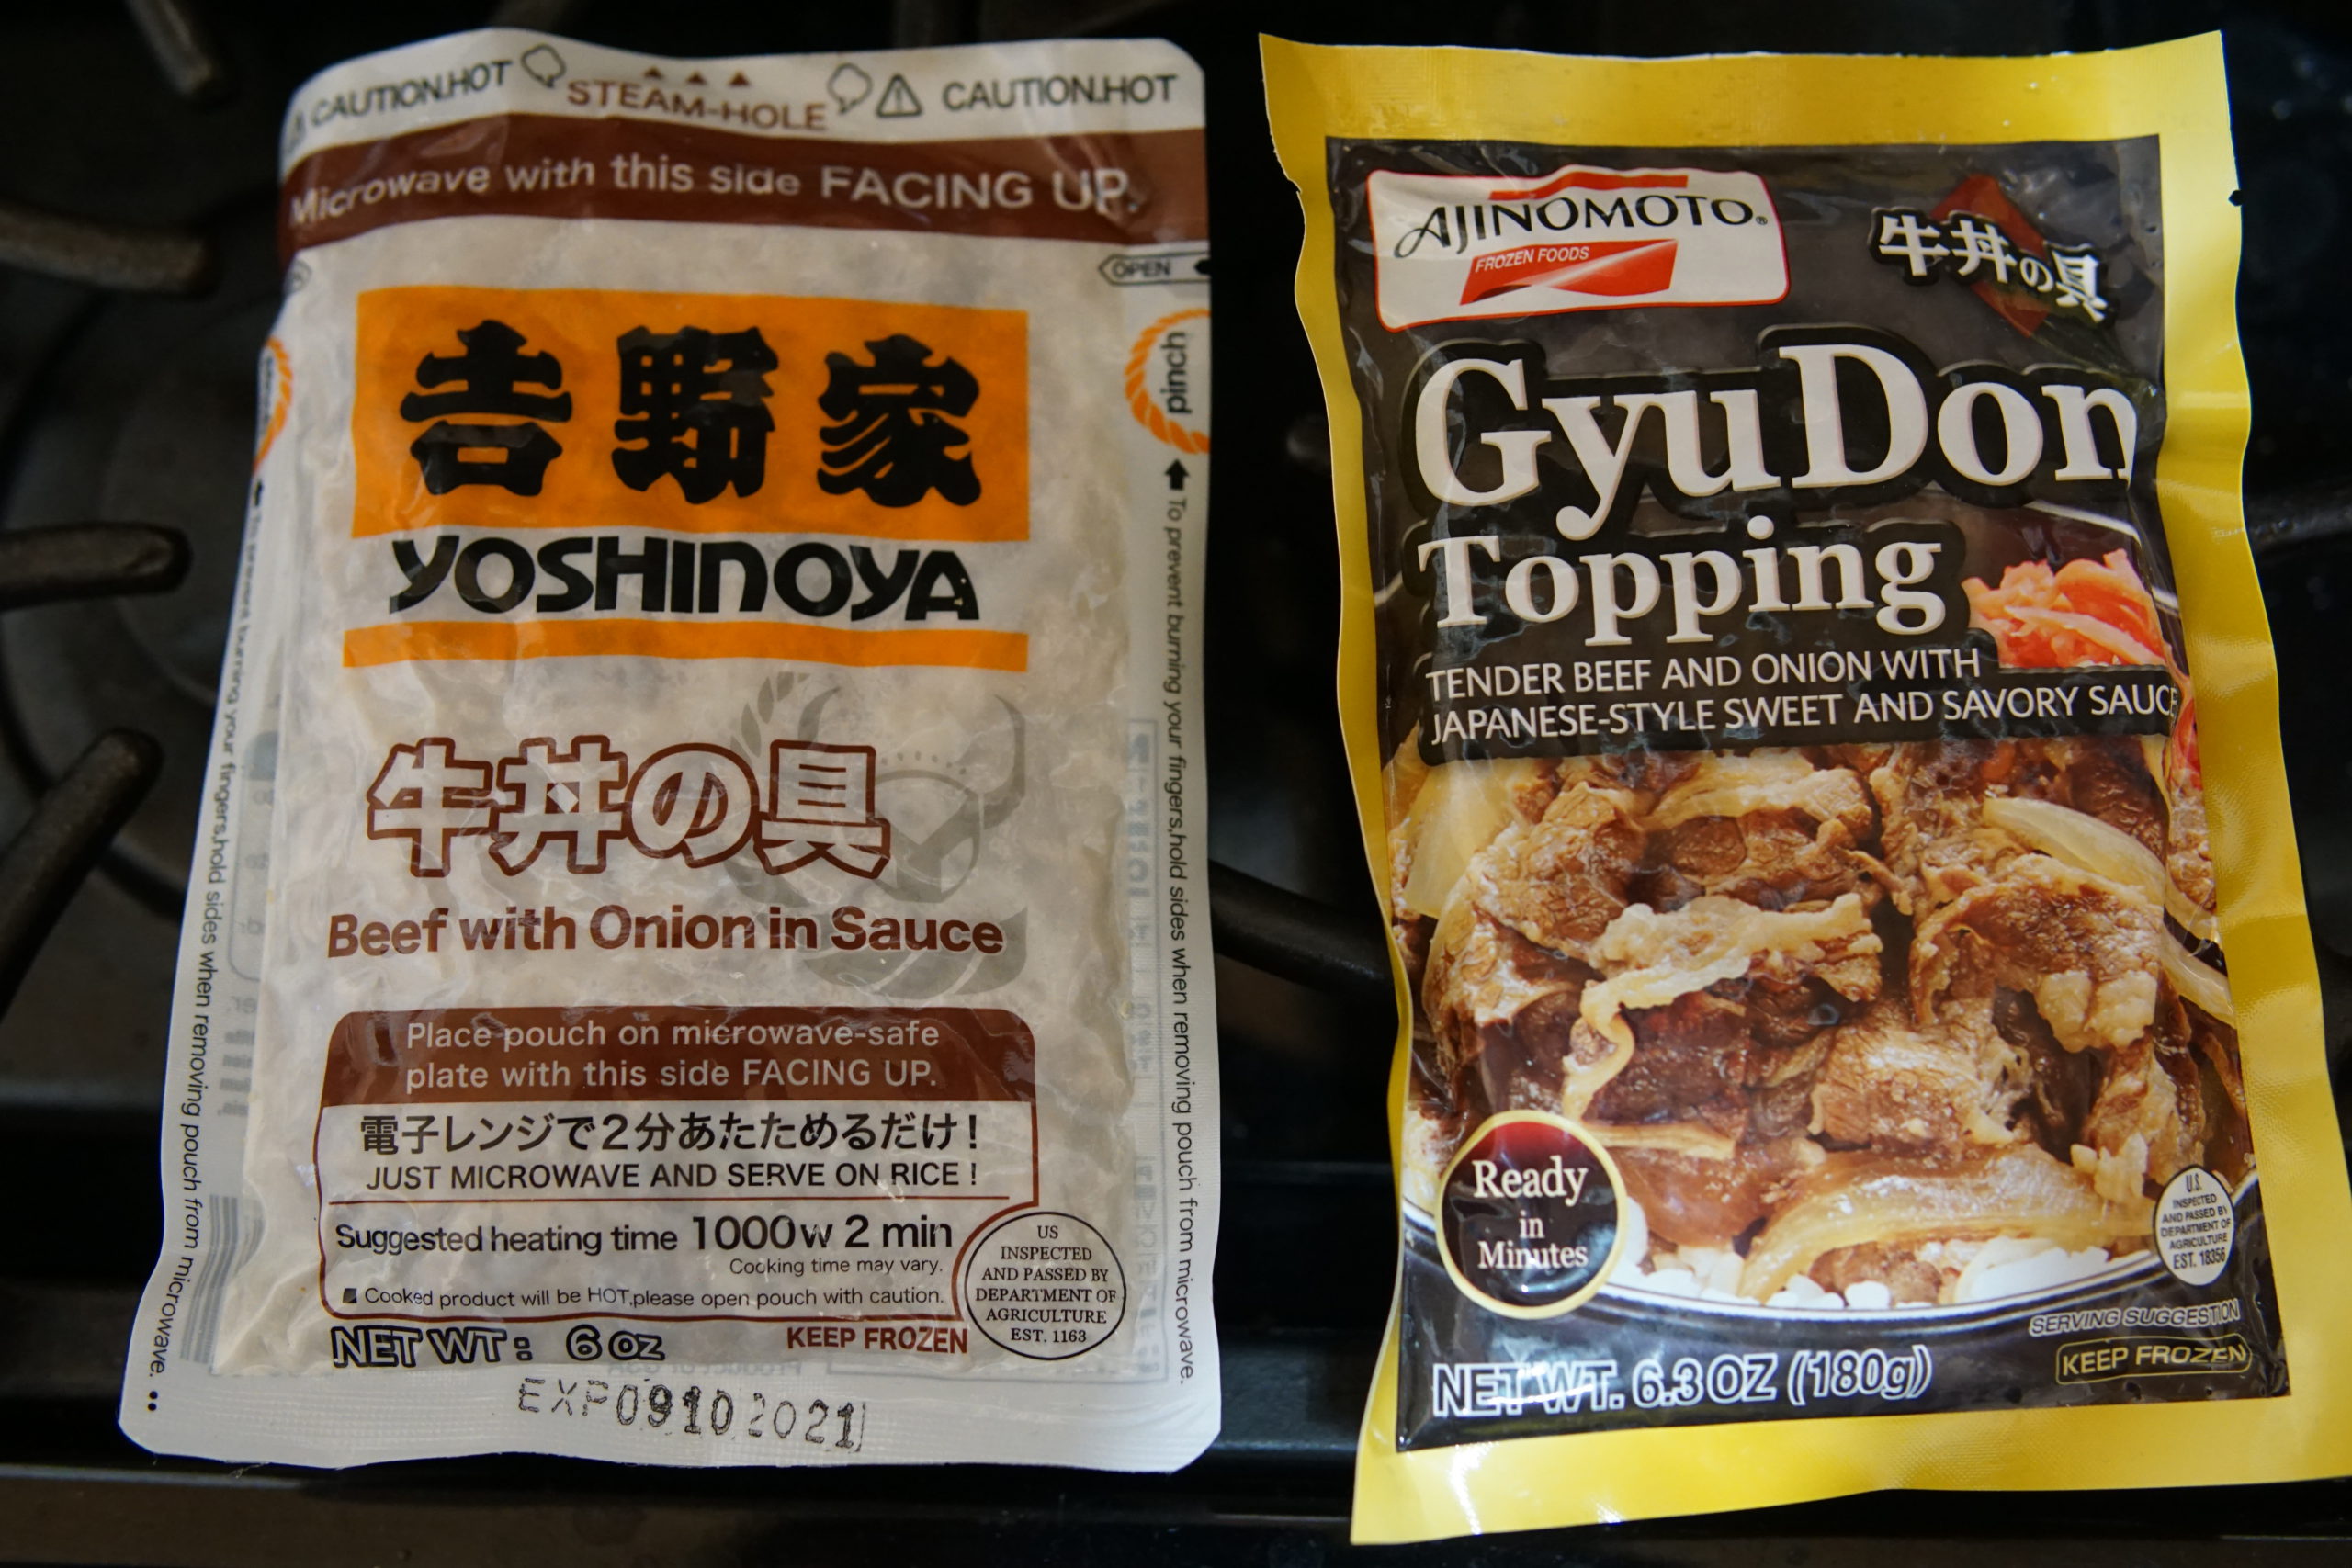 CAUTION.HOT
STEAM-HOLE
CAUTION.HOT
Microwave with this side FACING UP.
OPEN
pinch
吉野家
YOSHINOYA
牛丼の具
Beef with Onion in Sauce
Place pouch on microwave-safe
plate with this side FACING UP.
電子レンジで2分あたためるだけ!
JUST MICROWAVE AND SERVE ON RICE !
Suggested heating time 1000w 2 min
Cooking time may vary.
Cooked product will be HOT,please open pouch with caution.
NET WT: 6 oz
KEEP FROZEN
US
INSPECTED
AND PASSED BY
DEPARTMENT OF
AGRICULTURE
EST. 1163
EXP09102021
To prevent burning your fingers,hold sides when removing pouch from microwave.
To prevent burning your fingers,hold sides when removing pouch from microwave.
AJINOMOTO®
FROZEN FOODS
牛丼の具
GyuDon
Topping
TENDER BEEF AND ONION WITH
JAPANESE-STYLE SWEET AND SAVORY SAUCE
Ready
in
Minutes
U.S.
INSPECTED
AND PASSED BY
DEPARTMENT OF
AGRICULTURE
EST. 18356
SERVING SUGGESTION
KEEP FROZEN
NET WT. 6.3 OZ (180g)